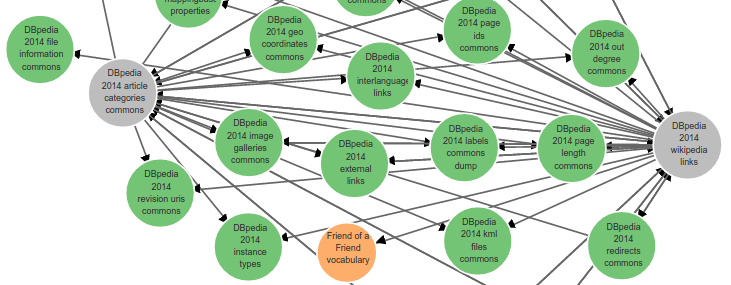 mappingbased
properties
commons
DBpedia
2014 file
information
commons
DBpedia
2014 article
categories
commons
DBpedia
2014 geo
coordinates
commons
DBpedia
2014
interlanguage
links
DBpedia
2014 page
ids
commons
DBpedia
2014 out
degree
commons
DBpedia
2014
wikipedia
links
DBpedia
2014 image
galleries
commons
DBpedia
2014
external
links
DBpedia
2014 labels
commons
dump
DBpedia
2014 page
length
commons
DBpedia
2014
revision uris
commons
DBpedia
2014
instance
types
Friend of a
Friend
vocabulary
DBpedia
2014 kml
files
commons
DBpedia
2014
redirects
commons